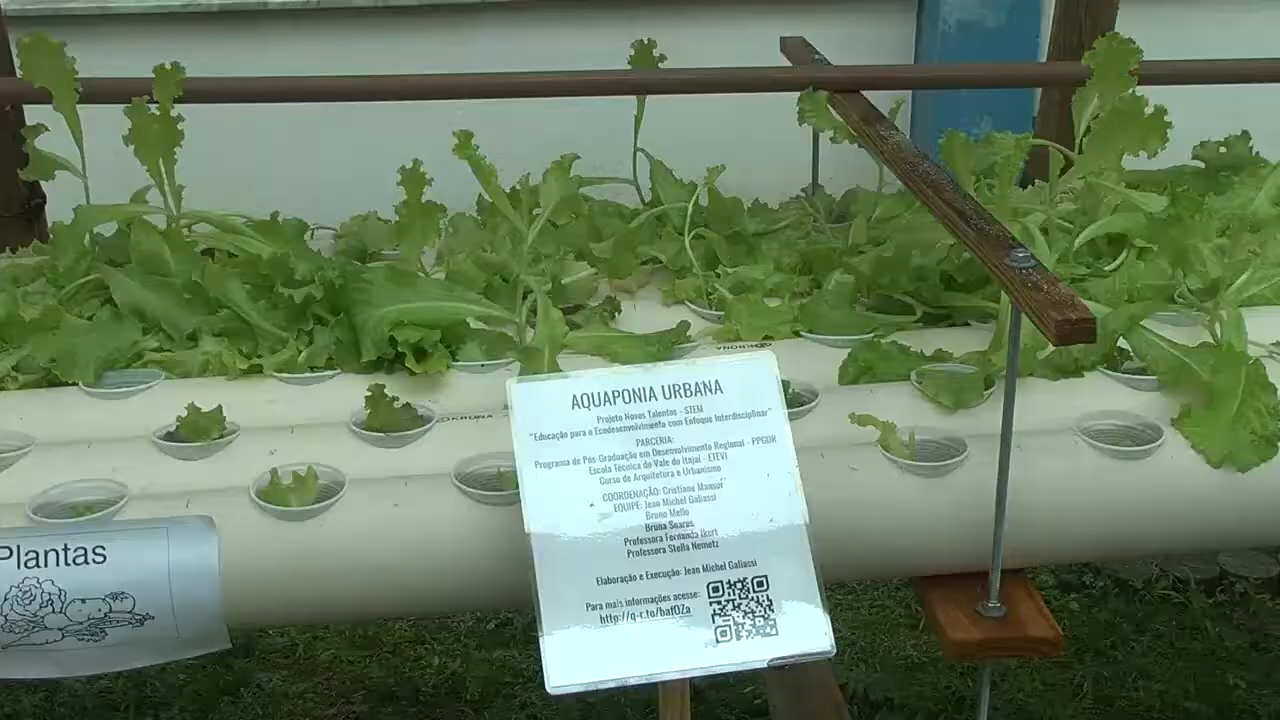 AQUAPONIA URBANA
Projeto Novos Talentos - STEM
"Educação para o Ecodesenvolvimento com Enfoque Interdisciplinar"
PARCERIA:
Programa de Pós-Graduação em Desenvolvimento Regional - PPGDR
Escola Técnica do Vale do Itajaí - ETEVI
Curso de Arquitetura e Urbanismo
COORDENAÇÃO: Cristiane Mansur
EQUIPE: Jean Michel Galiassi
Bruno Mello
Bruna Soares
Professora Fernanda Ikert
Professora Stella Nemetz
Elaboração e Execução: Jean Michel Galiassi
Para mais informações acesse:
http://q-r.to/bafOZa
Plantas
KRONA
KRONA